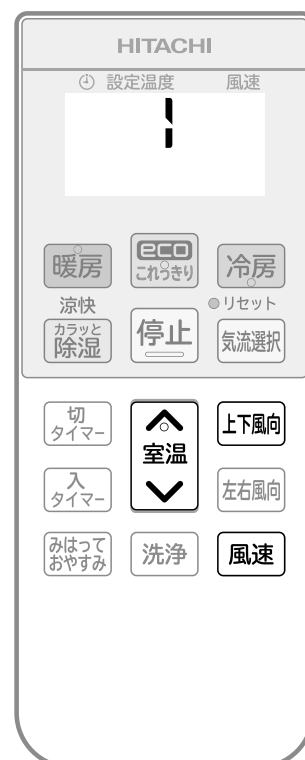 HITACHI
設定温度 風速
1
暖房 eco これっきり 冷房
涼快 リセット
カラッと除湿 停止 気流選択
切タイマー 室温 上下風向
入タイマー 左右風向
みはっておやすみ 洗浄 風速